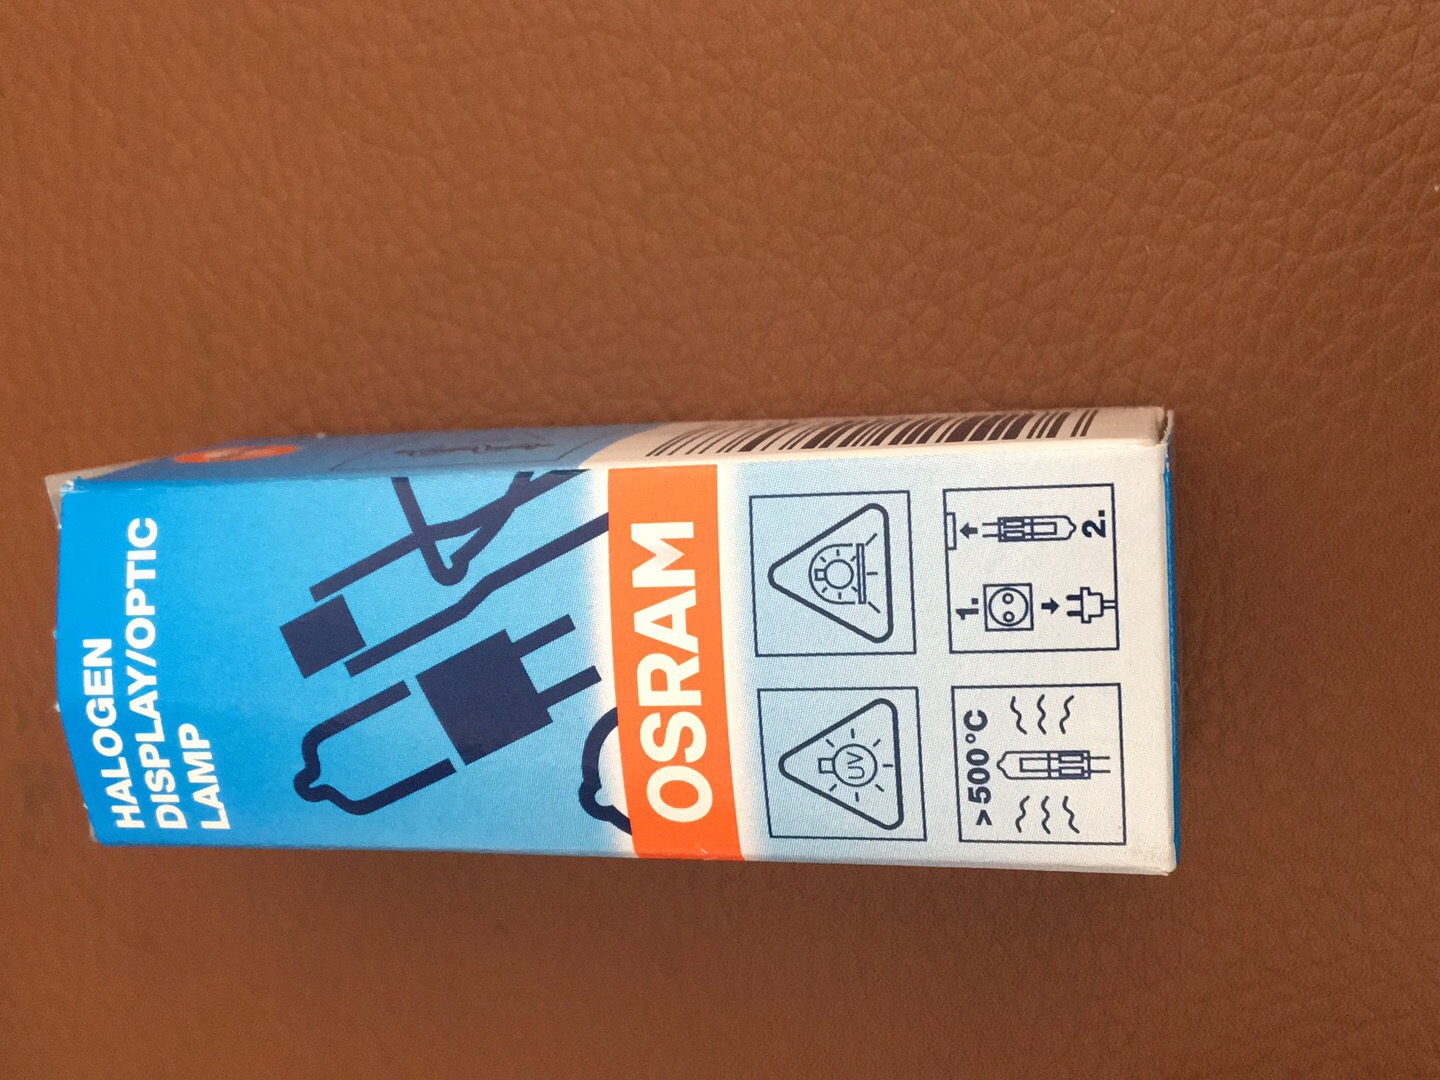 HALOGEN
DISPLAY/OPTIC
LAMP
OSRAM
UV
>500°C
1.
2.